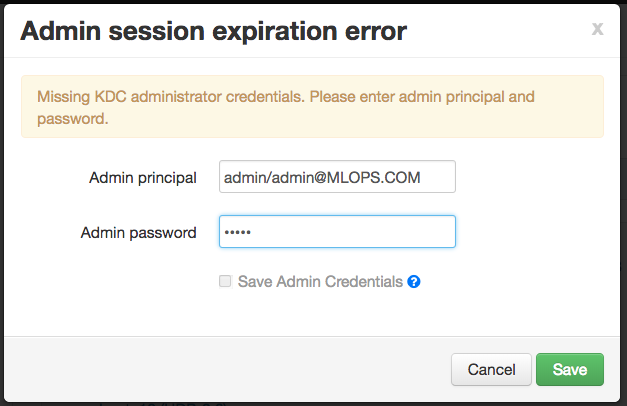 Admin session expiration error
x
Missing KDC administrator credentials. Please enter admin principal and
password.
Admin principal
admin/admin@MLOPS.COM
Admin password
•••••
Save Admin Credentials ?
Cancel
Save